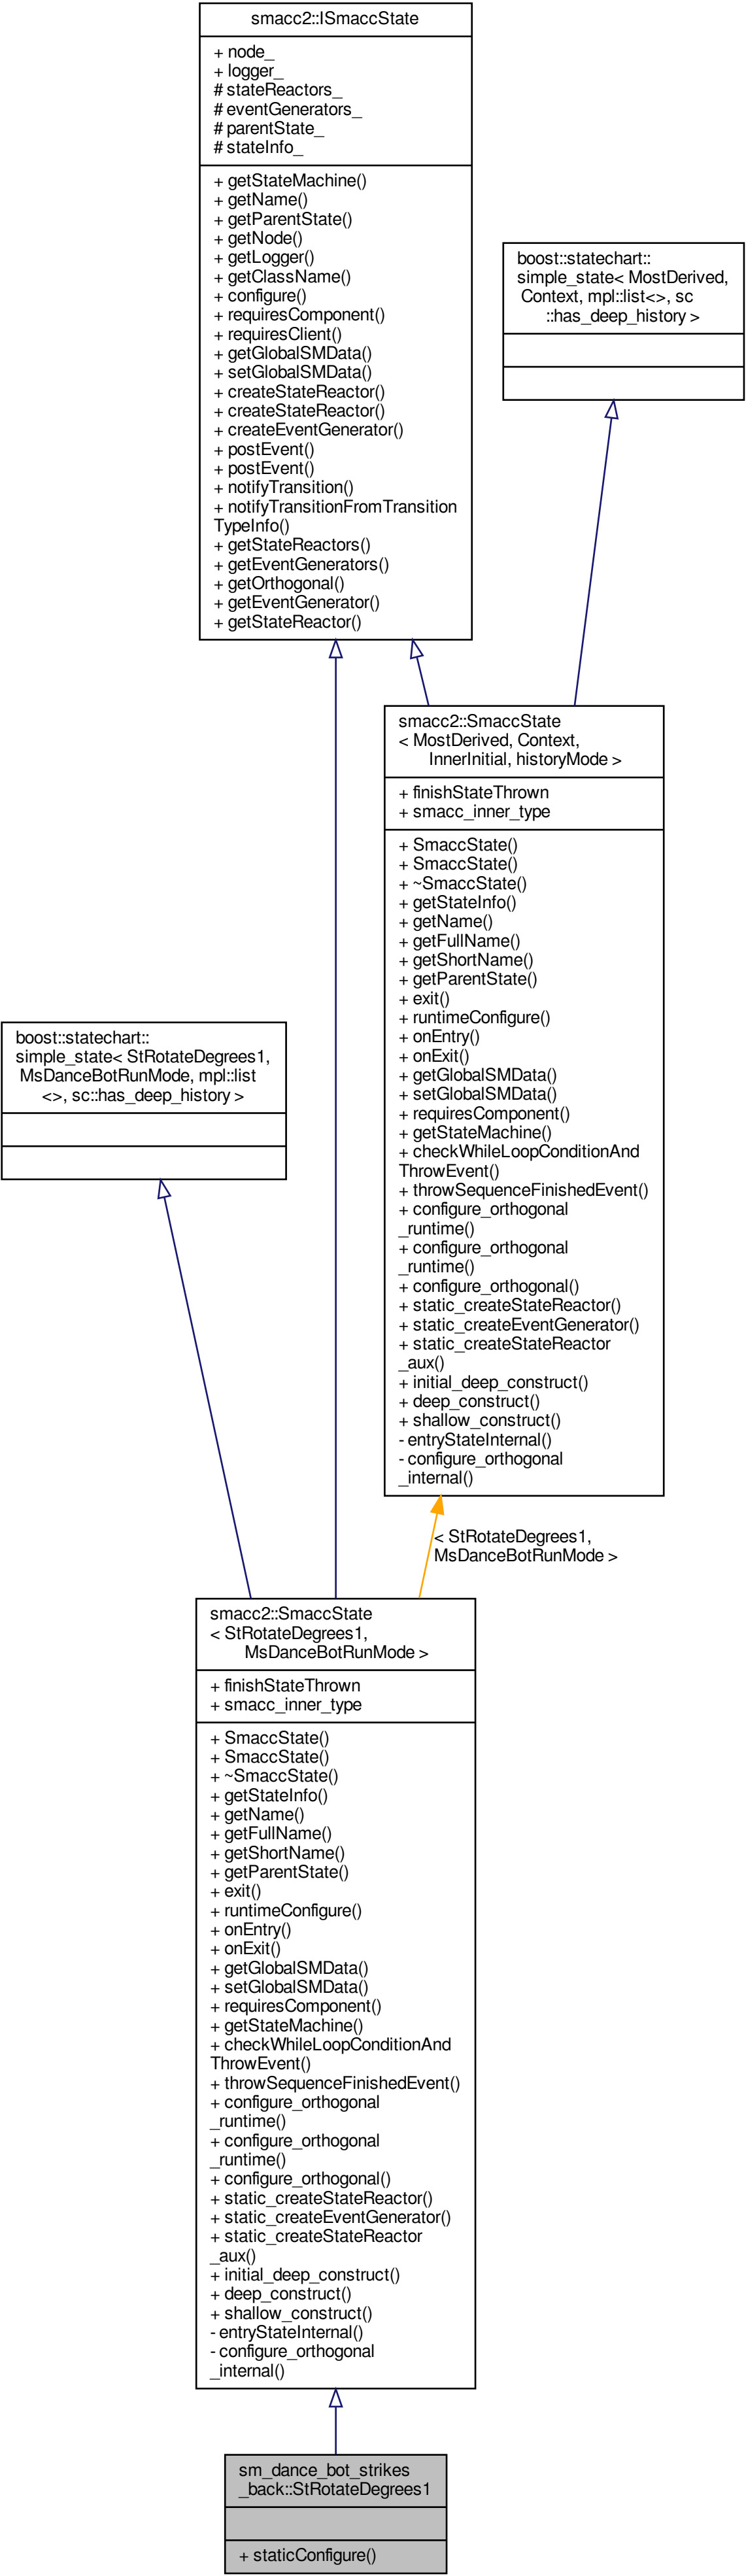 smacc2::ISmaccState
+ node_
+ logger_
# stateReactors_
# eventGenerators_
# parentState_
# stateInfo_
+ getStateMachine()
+ getName()
+ getParentState()
+ getNode()
+ getLogger()
+ getClassName()
+ configure()
+ requiresComponent()
+ requiresClient()
+ getGlobalSMData()
+ setGlobalSMData()
+ createStateReactor()
+ createStateReactor()
+ createEventGenerator()
+ postEvent()
+ postEvent()
+ notifyTransition()
+ notifyTransitionFromTransition
TypeInfo()
+ getStateReactors()
+ getEventGenerators()
+ getOrthogonal()
+ getEventGenerator()
+ getStateReactor()
boost::statechart::
simple_state< MostDerived,
Context, mpl::list<>, sc
::has_deep_history >
smacc2::SmaccState
< MostDerived, Context,
InnerInitial, historyMode >
+ finishStateThrown
+ smacc_inner_type
+ SmaccState()
+ SmaccState()
+ ~SmaccState()
+ getStateInfo()
+ getName()
+ getFullName()
+ getShortName()
+ getParentState()
+ exit()
+ runtimeConfigure()
+ onEntry()
+ onExit()
+ getGlobalSMData()
+ setGlobalSMData()
+ requiresComponent()
+ getStateMachine()
+ checkWhileLoopConditionAnd
ThrowEvent()
+ throwSequenceFinishedEvent()
+ configure_orthogonal
_runtime()
+ configure_orthogonal
_runtime()
+ configure_orthogonal()
+ static_createStateReactor()
+ static_createEventGenerator()
+ static_createStateReactor
_aux()
+ initial_deep_construct()
+ deep_construct()
+ shallow_construct()
- entryStateInternal()
- configure_orthogonal
_internal()
boost::statechart::
simple_state< StRotateDegrees1,
MsDanceBotRunMode, mpl::list
<>, sc::has_deep_history >
< StRotateDegrees1,
MsDanceBotRunMode >
smacc2::SmaccState
< StRotateDegrees1,
MsDanceBotRunMode >
+ finishStateThrown
+ smacc_inner_type
+ SmaccState()
+ SmaccState()
+ ~SmaccState()
+ getStateInfo()
+ getName()
+ getFullName()
+ getShortName()
+ getParentState()
+ exit()
+ runtimeConfigure()
+ onEntry()
+ onExit()
+ getGlobalSMData()
+ setGlobalSMData()
+ requiresComponent()
+ getStateMachine()
+ checkWhileLoopConditionAnd
ThrowEvent()
+ throwSequenceFinishedEvent()
+ configure_orthogonal
_runtime()
+ configure_orthogonal
_runtime()
+ configure_orthogonal()
+ static_createStateReactor()
+ static_createEventGenerator()
+ static_createStateReactor
_aux()
+ initial_deep_construct()
+ deep_construct()
+ shallow_construct()
- entryStateInternal()
- configure_orthogonal
_internal()
sm_dance_bot_strikes
_back::StRotateDegrees1
+ staticConfigure()